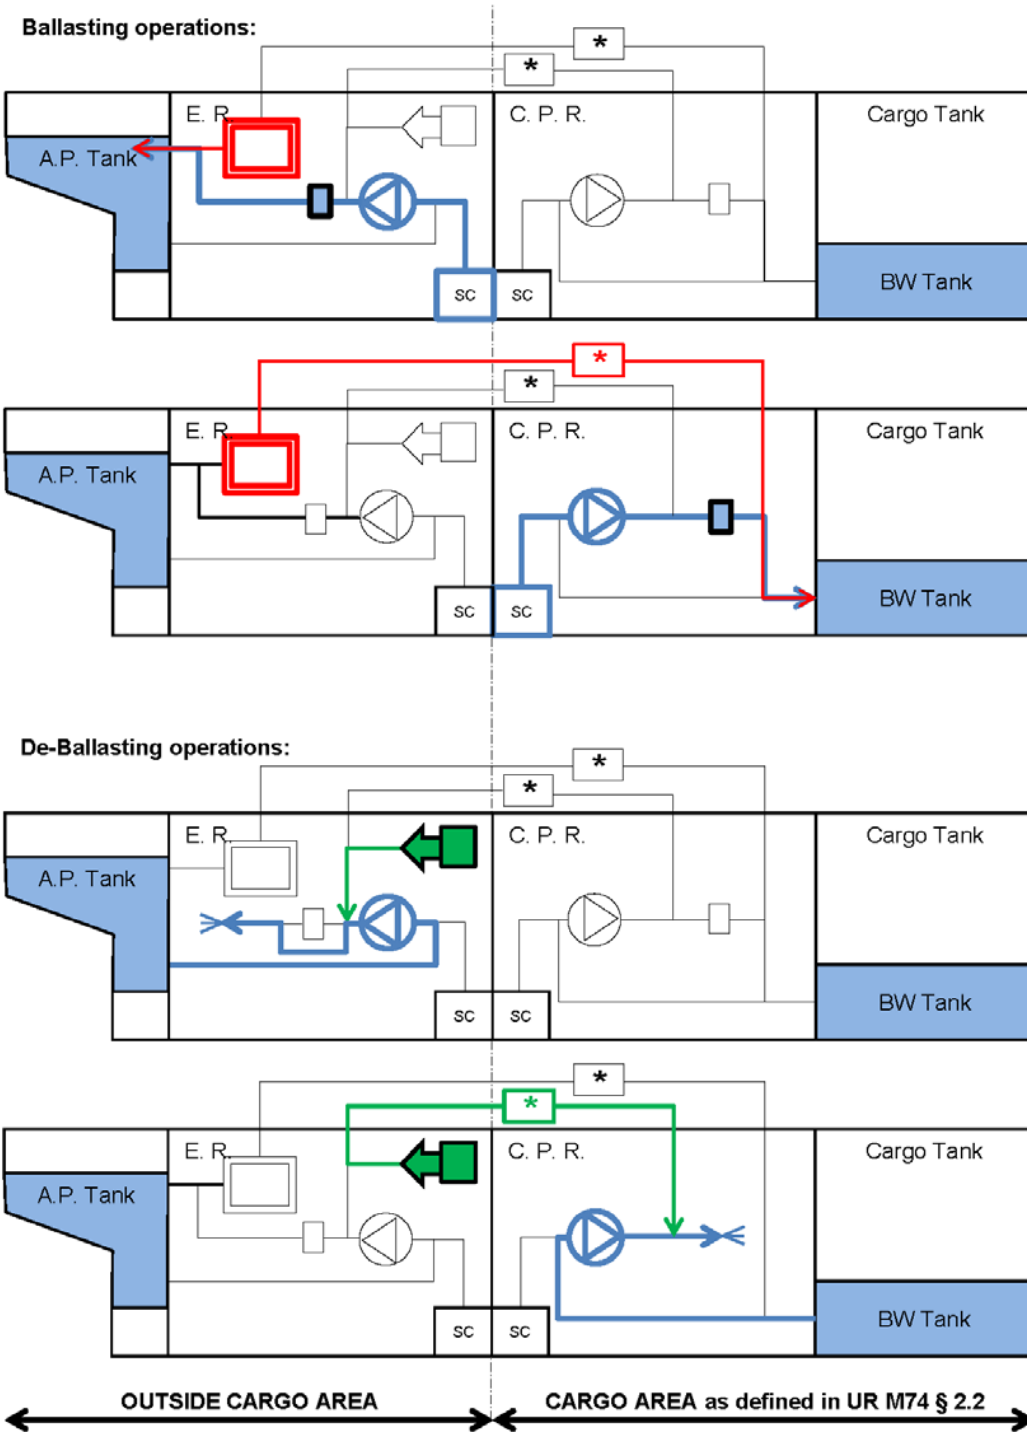 Ballasting operations:
*
*
E. R.
C. P. R.
Cargo Tank
A.P. Tank
BW Tank
SC
SC
*
*
E. R.
C. P. R.
Cargo Tank
A.P. Tank
BW Tank
SC
SC
De-Ballasting operations:
*
*
E. R.
C. P. R.
Cargo Tank
A.P. Tank
BW Tank
SC
SC
*
*
E. R.
C. P. R.
Cargo Tank
A.P. Tank
BW Tank
SC
SC
OUTSIDE CARGO AREA
CARGO AREA as defined in UR M74 § 2.2